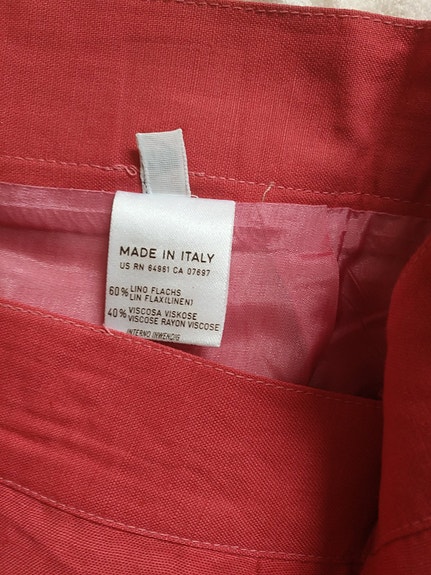 MADE IN ITALY
US RN 64961 CA 07697
60% LINO FLACHS
LIN FLAX(LINEN)
40% VISCOSA VISKOSE
VISCOSE RAYON VISCOSE
INTERNO INWENDIG